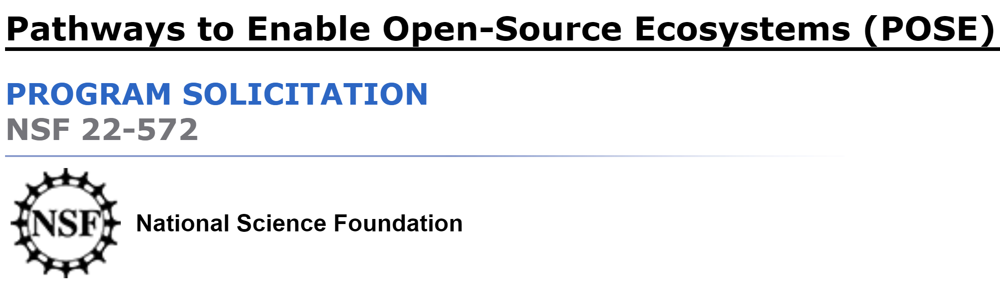 Pathways to Enable Open-Source Ecosystems (POSE)
PROGRAM SOLICITATION
NSF 22-572
NSF
National Science Foundation